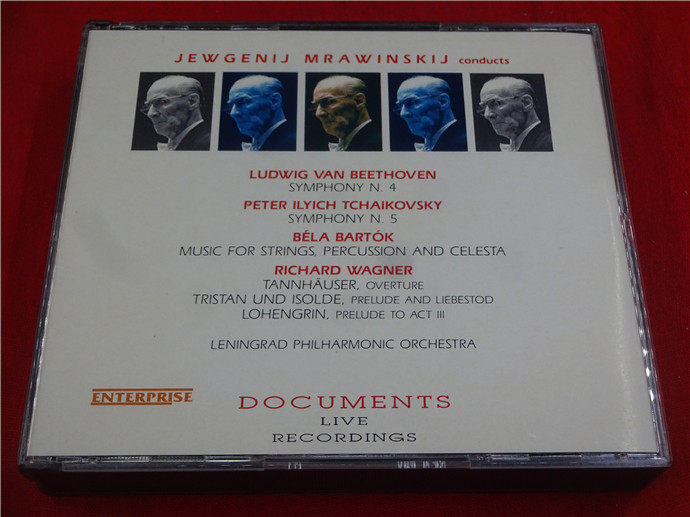 JEWGENIJ MRAWINSKIJ conducts
LUDWIG VAN BEETHOVEN
SYMPHONY N. 4
PETER ILYICH TCHAIKOVSKY
SYMPHONY N. 5
BÉLA BARTÓK
MUSIC FOR STRINGS, PERCUSSION AND CELESTA
RICHARD WAGNER
TANNHÄUSER, OVERTURE
TRISTAN UND ISOLDE, PRELUDE AND LIEBESTOD
LOHENGRIN, PRELUDE TO ACT III
LENINGRAD PHILHARMONIC ORCHESTRA
ENTERPRISE
DOCUMENTS
LIVE
RECORDINGS